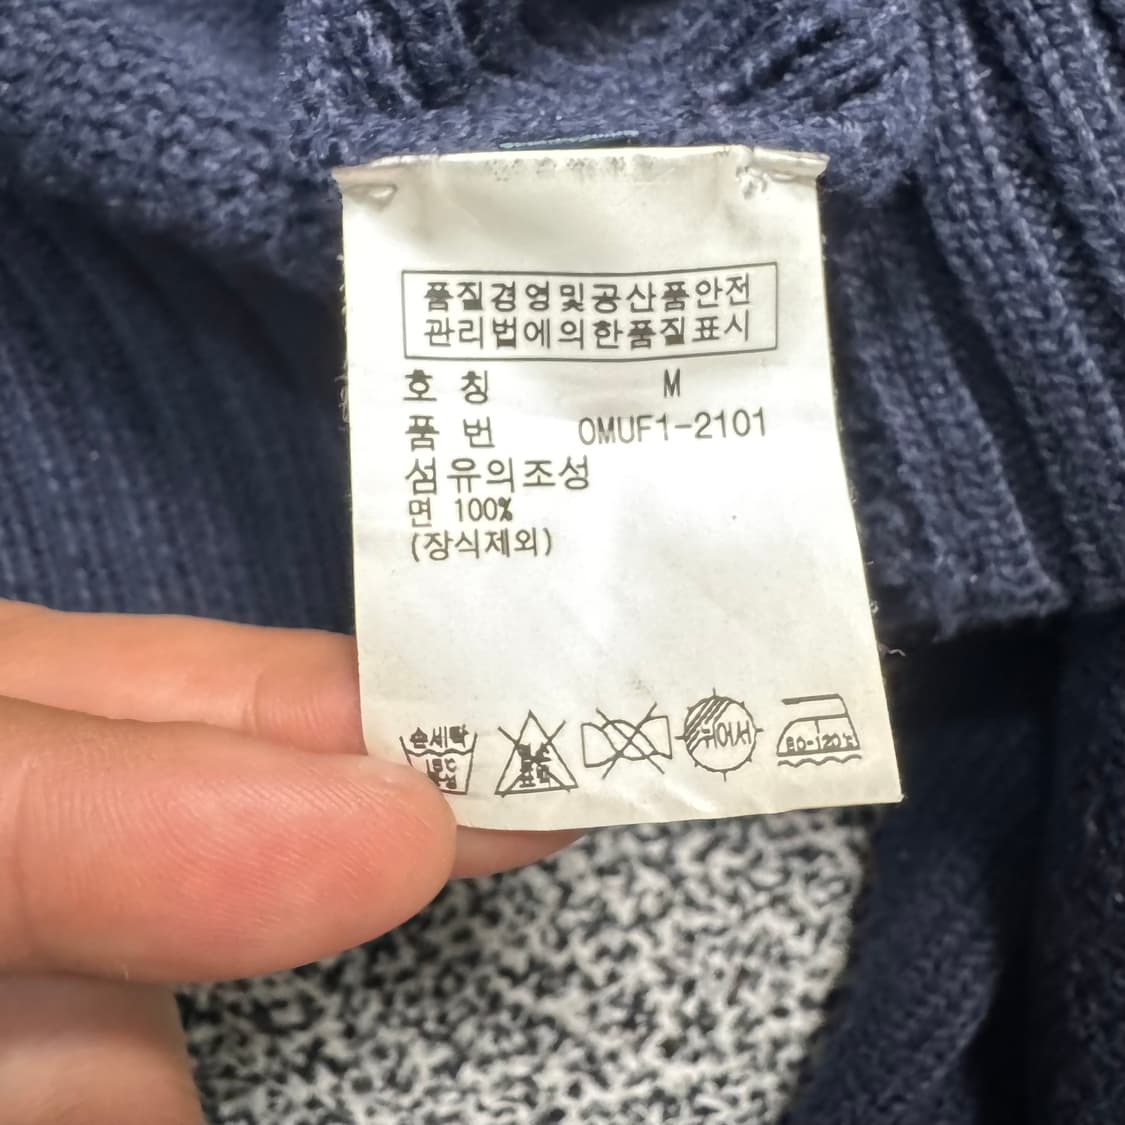 품질경영및공산품안전
관리법에의한품질표시
호 칭 M
품 번 OMUF1-2101
섬유의조성
면 100%
(장식제외)
손세탁
뉘어서
80-120℃